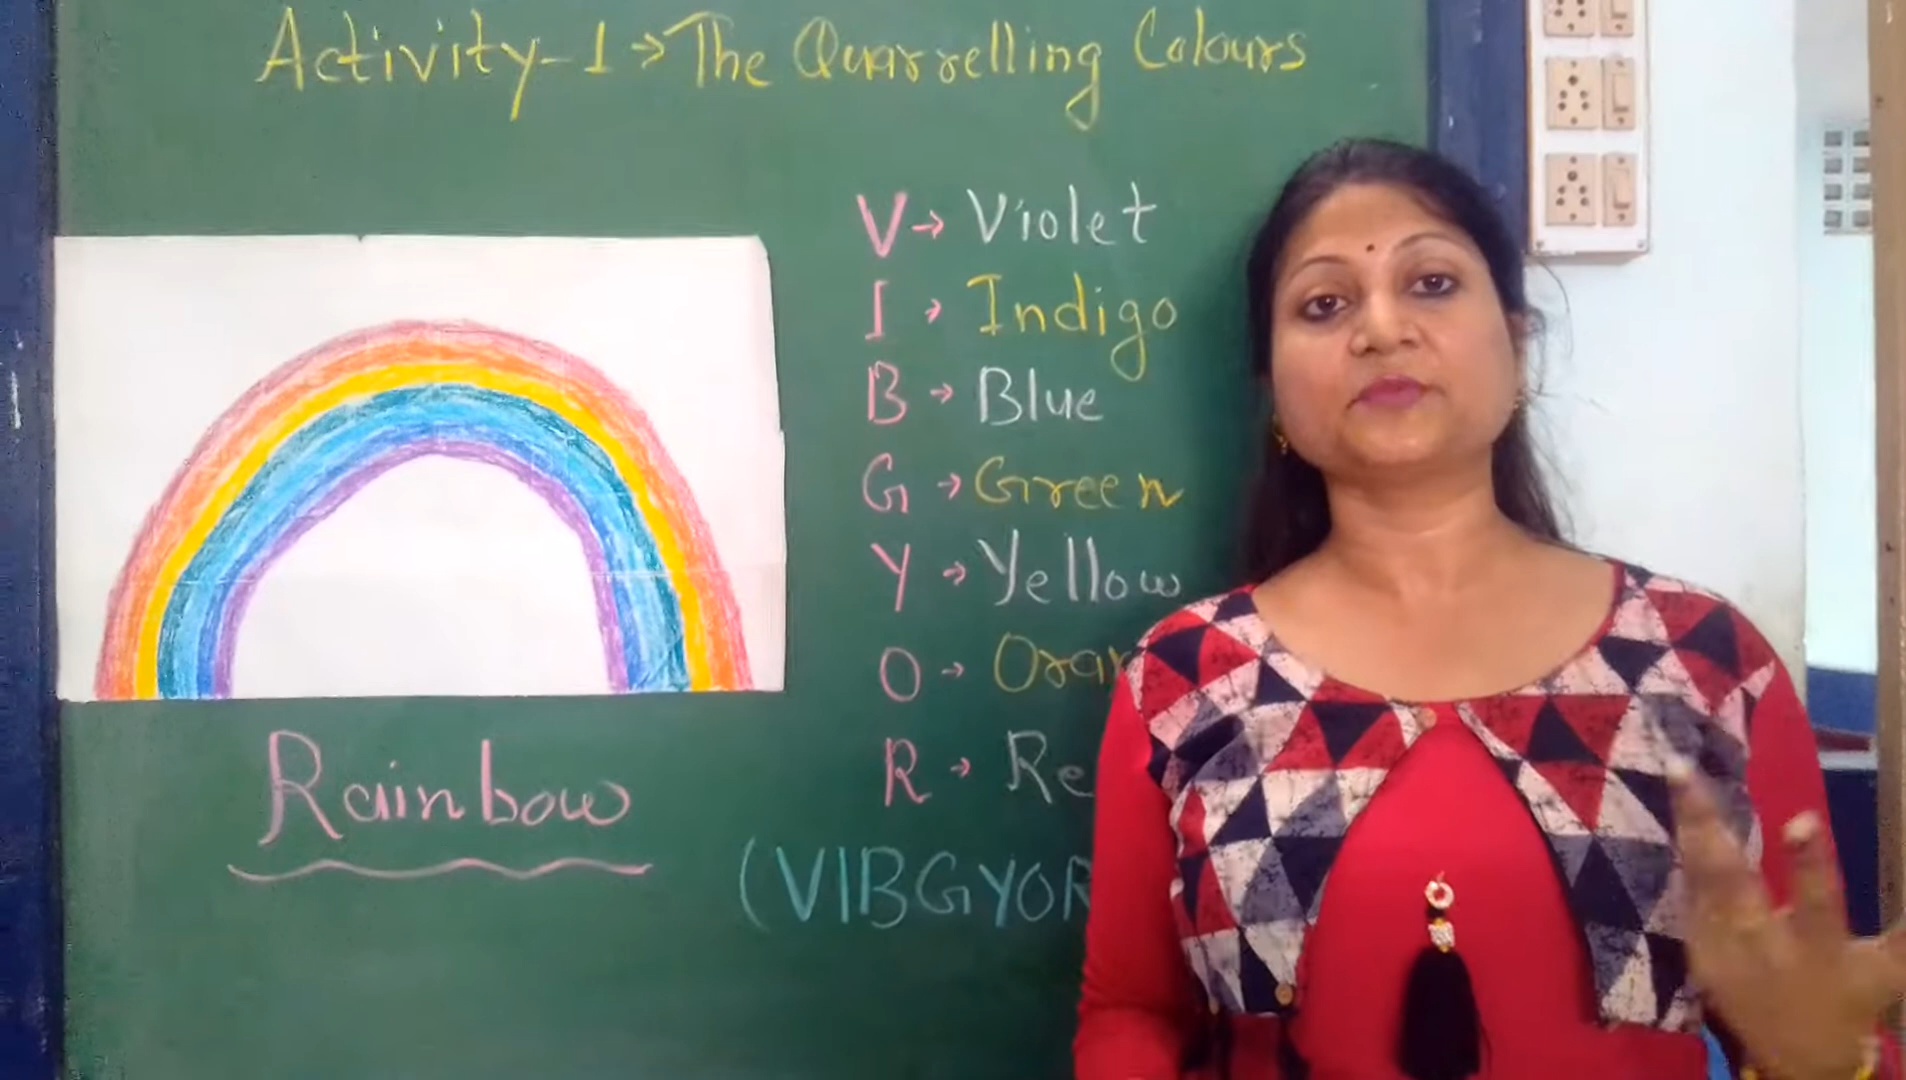 Activity-1 → The Quarrelling Colours
V → Violet
I → Indigo
B → Blue
G → Green
Y → Yellow
O →
R →
(VIBGYOR
Rainbow